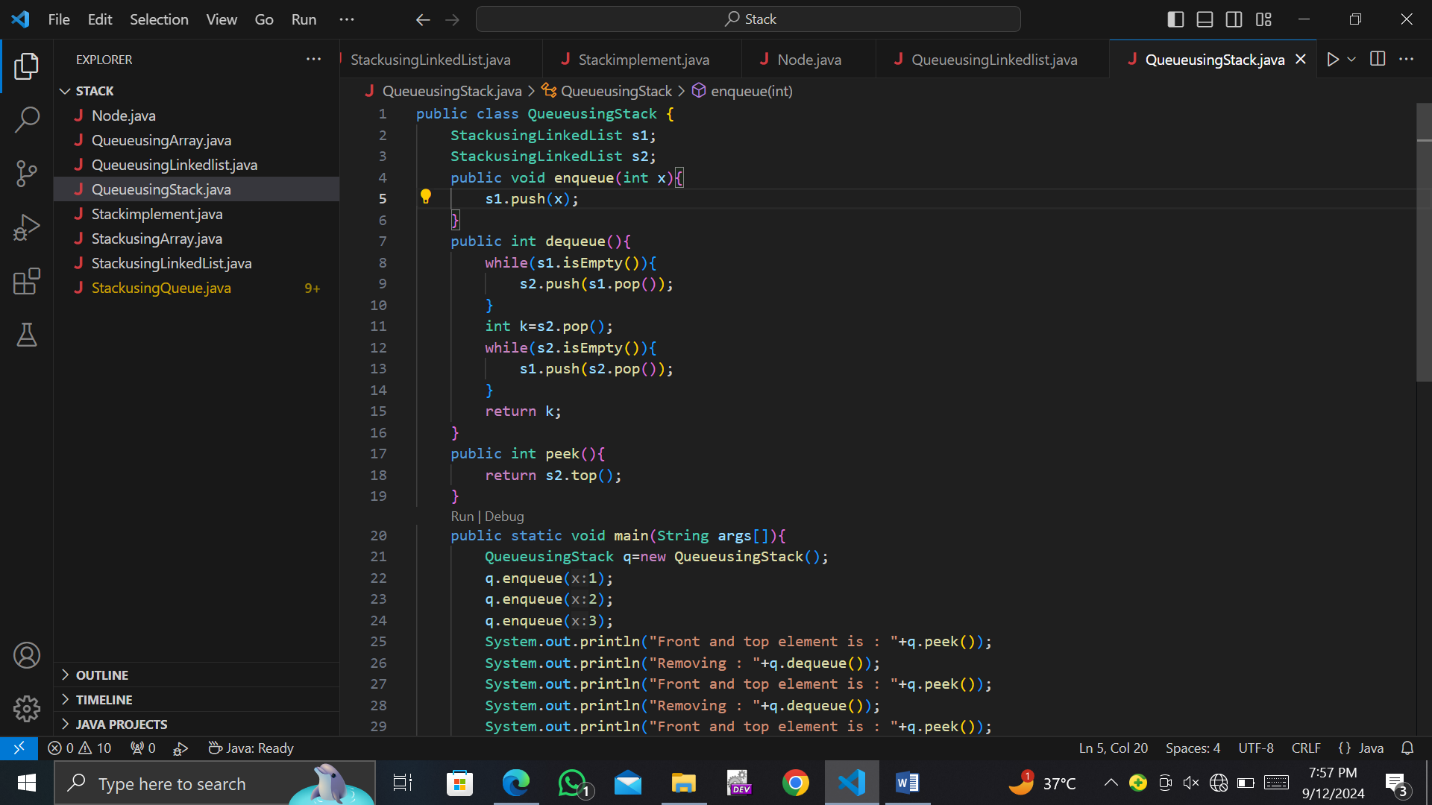 File Edit Selection View Go Run ··· Stack
EXPLORER ···
STACK
Node.java
QueueusingArray.java
QueueusingLinkedlist.java
QueueusingStack.java
Stackimplement.java
StackusingArray.java
StackusingLinkedList.java
StackusingQueue.java 9+
OUTLINE
TIMELINE
JAVA PROJECTS
StackusingLinkedList.java Stackimplement.java Node.java QueueusingLinkedlist.java QueueusingStack.java
QueueusingStack.java > QueueusingStack > enqueue(int)
1 public class QueueusingStack {
2 StackusingLinkedList s1;
3 StackusingLinkedList s2;
4 public void enqueue(int x){
5 s1.push(x);
6 }
7 public int dequeue(){
8 while(s1.isEmpty()){
9 s2.push(s1.pop());
10 }
11 int k=s2.pop();
12 while(s2.isEmpty()){
13 s1.push(s2.pop());
14 }
15 return k;
16 }
17 public int peek(){
18 return s2.top();
19 }
Run | Debug
20 public static void main(String args[]){
21 QueueusingStack q=new QueueusingStack();
22 q.enqueue(x:1);
23 q.enqueue(x:2);
24 q.enqueue(x:3);
25 System.out.println("Front and top element is : "+q.peek());
26 System.out.println("Removing : "+q.dequeue());
27 System.out.println("Front and top element is : "+q.peek());
28 System.out.println("Removing : "+q.dequeue());
29 System.out.println("Front and top element is : "+q.peek());
0 10 0 Java: Ready Ln 5, Col 20 Spaces: 4 UTF-8 CRLF {} Java
Type here to search 1 DEV 1 37°C 7:57 PM
9/12/2024 3